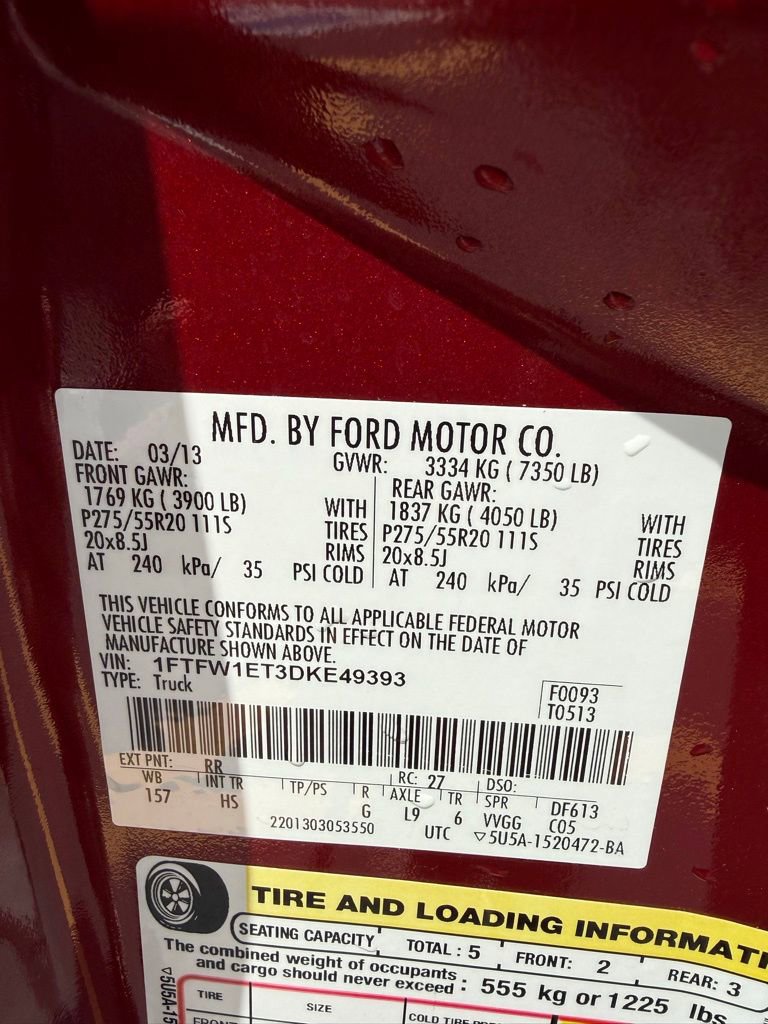 MFD. BY FORD MOTOR CO.
DATE: 03/13 GVWR: 3334 KG ( 7350 LB)
FRONT GAWR: REAR GAWR:
1769 KG ( 3900 LB) WITH 1837 KG ( 4050 LB) WITH
P275/55R20 111S TIRES P275/55R20 111S TIRES
20x8.5J RIMS 20x8.5J RIMS
AT 240 kPa/ 35 PSI COLD AT 240 kPa/ 35 PSI COLD
THIS VEHICLE CONFORMS TO ALL APPLICABLE FEDERAL MOTOR
VEHICLE SAFETY STANDARDS IN EFFECT ON THE DATE OF
MANUFACTURE SHOWN ABOVE.
VIN: 1FTFW1ET3DKE49393
TYPE: Truck
F0093
T0513
EXT PNT: RR RC: 27 DSO:
WB INT TR TP/PS R AXLE TR SPR DF613
157 HS G L9 6 VVGG C05
2201303053550 UTC ▽5U5A-1520472-BA
TIRE AND LOADING INFORMATI
SEATING CAPACITY TOTAL : 5 FRONT: 2 REAR: 3
The combined weight of occupants
and cargo should never exceed : 555 kg or 1225 lbs
▽5U5A-15
TIRE SIZE COLD TIRE
FRONT